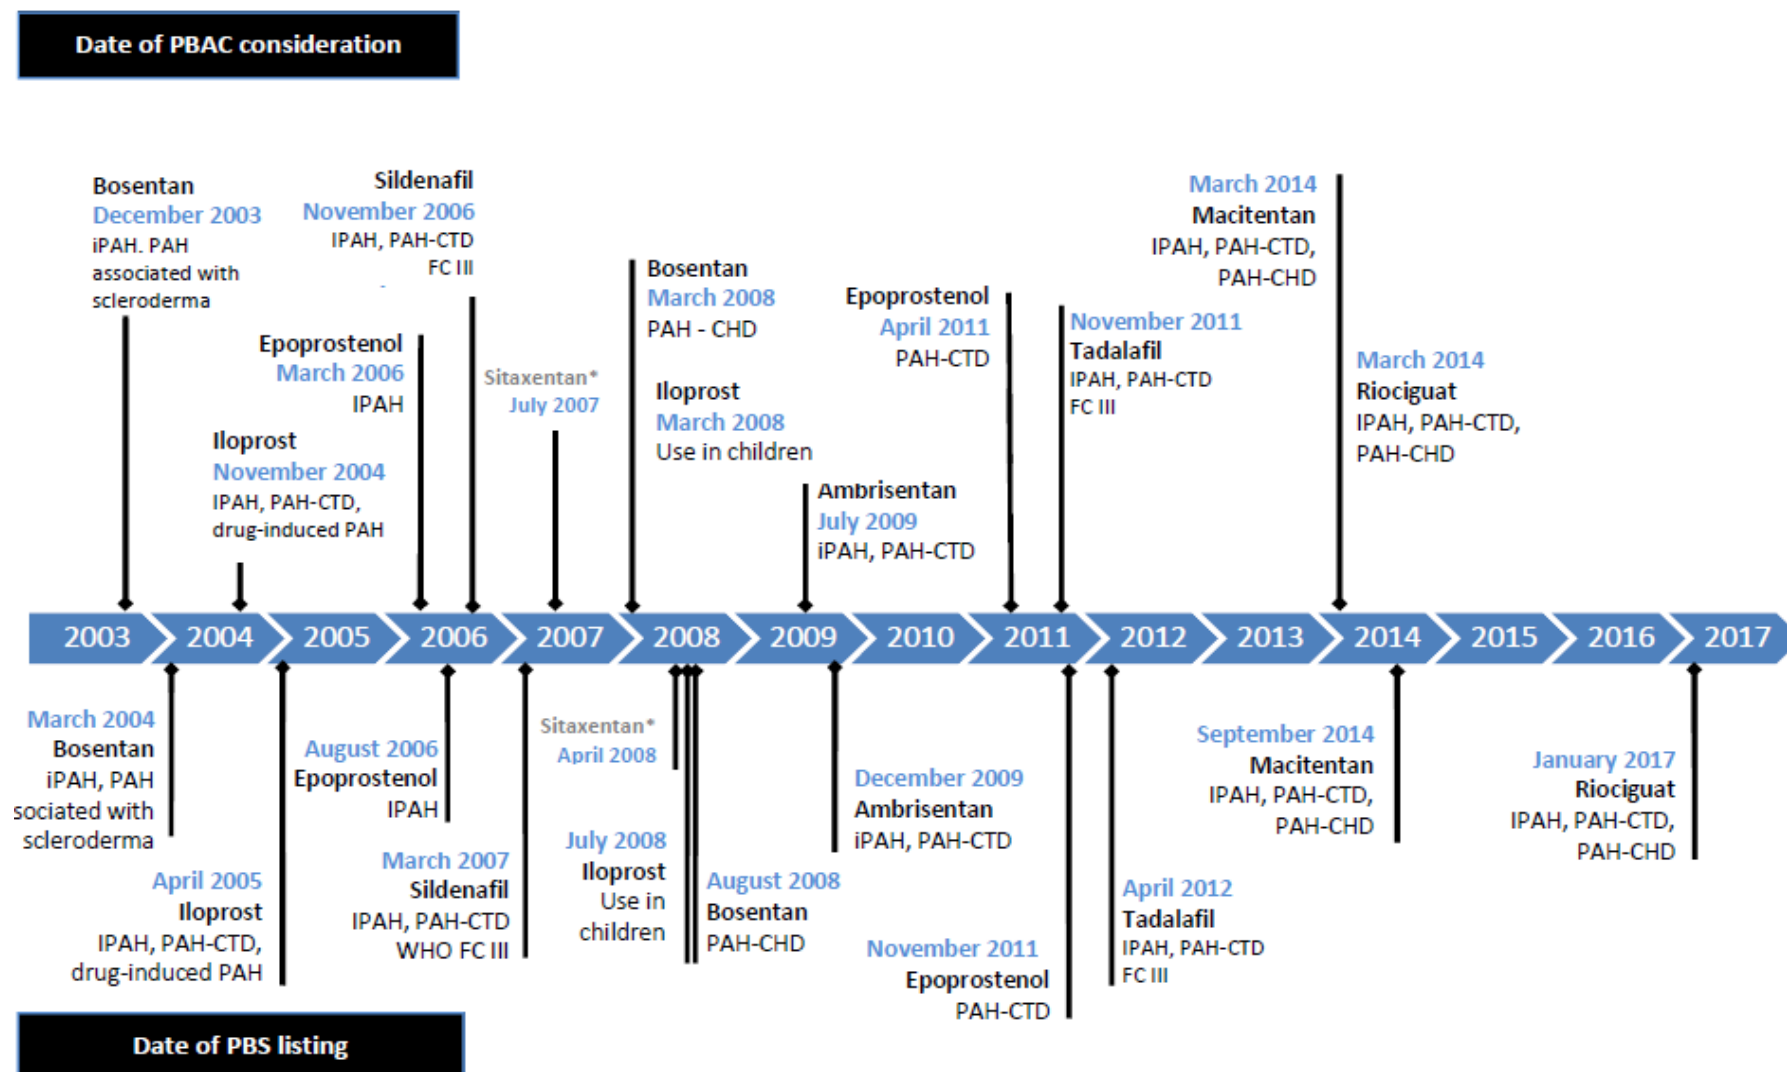 Date of PBAC consideration
Bosentan
December 2003
iPAH. PAH
associated with
scleroderma
Sildenafil
November 2006
IPAH, PAH-CTD
FC III
Epoprostenol
March 2006
IPAH
Iloprost
November 2004
IPAH, PAH-CTD,
drug-induced PAH
Sitaxentan*
July 2007
Bosentan
March 2008
PAH - CHD
Iloprost
March 2008
Use in children
Ambrisentan
July 2009
iPAH, PAH-CTD
Epoprostenol
April 2011
PAH-CTD
November 2011
Tadalafil
IPAH, PAH-CTD
FC III
March 2014
Macitentan
IPAH, PAH-CTD,
PAH-CHD
March 2014
Riociguat
IPAH, PAH-CTD,
PAH-CHD
2003 2004 2005 2006 2007 2008 2009 2010 2011 2012 2013 2014 2015 2016 2017
March 2004
Bosentan
iPAH, PAH
sociated with
scleroderma
April 2005
Iloprost
IPAH, PAH-CTD,
drug-induced PAH
August 2006
Epoprostenol
IPAH
March 2007
Sildenafil
IPAH, PAH-CTD
WHO FC III
Sitaxentan*
April 2008
July 2008
Iloprost
Use in
children
August 2008
Bosentan
PAH-CHD
December 2009
Ambrisentan
iPAH, PAH-CTD
November 2011
Epoprostenol
PAH-CTD
April 2012
Tadalafil
IPAH, PAH-CTD
FC III
September 2014
Macitentan
IPAH, PAH-CTD,
PAH-CHD
January 2017
Riociguat
IPAH, PAH-CTD,
PAH-CHD
Date of PBS listing